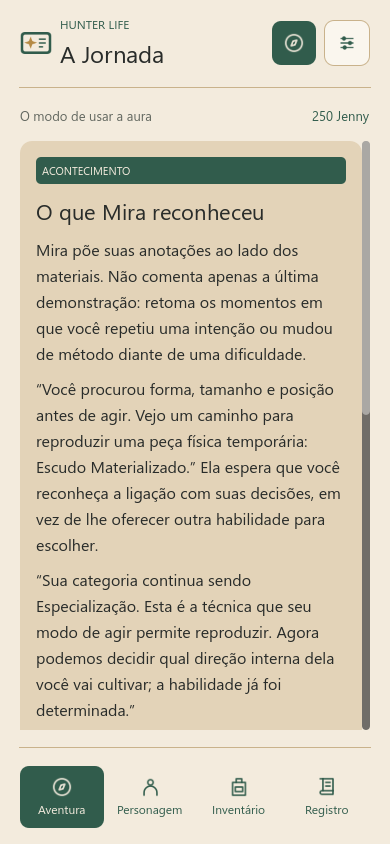 HUNTER LIFE
A Jornada
O modo de usar a aura
250 Jenny
ACONTECIMENTO
O que Mira reconheceu
Mira põe suas anotações ao lado dos
materiais. Não comenta apenas a última
demonstração: retoma os momentos em
que você repetiu uma intenção ou mudou
de método diante de uma dificuldade.
“Você procurou forma, tamanho e posição
antes de agir. Vejo um caminho para
reproduzir uma peça física temporária:
Escudo Materializado.” Ela espera que você
reconheça a ligação com suas decisões, em
vez de lhe oferecer outra habilidade para
escolher.
“Sua categoria continua sendo
Especialização. Esta é a técnica que seu
modo de agir permite reproduzir. Agora
podemos decidir qual direção interna dela
você vai cultivar; a habilidade já foi
determinada.”
Aventura
Personagem
Inventário
Registro